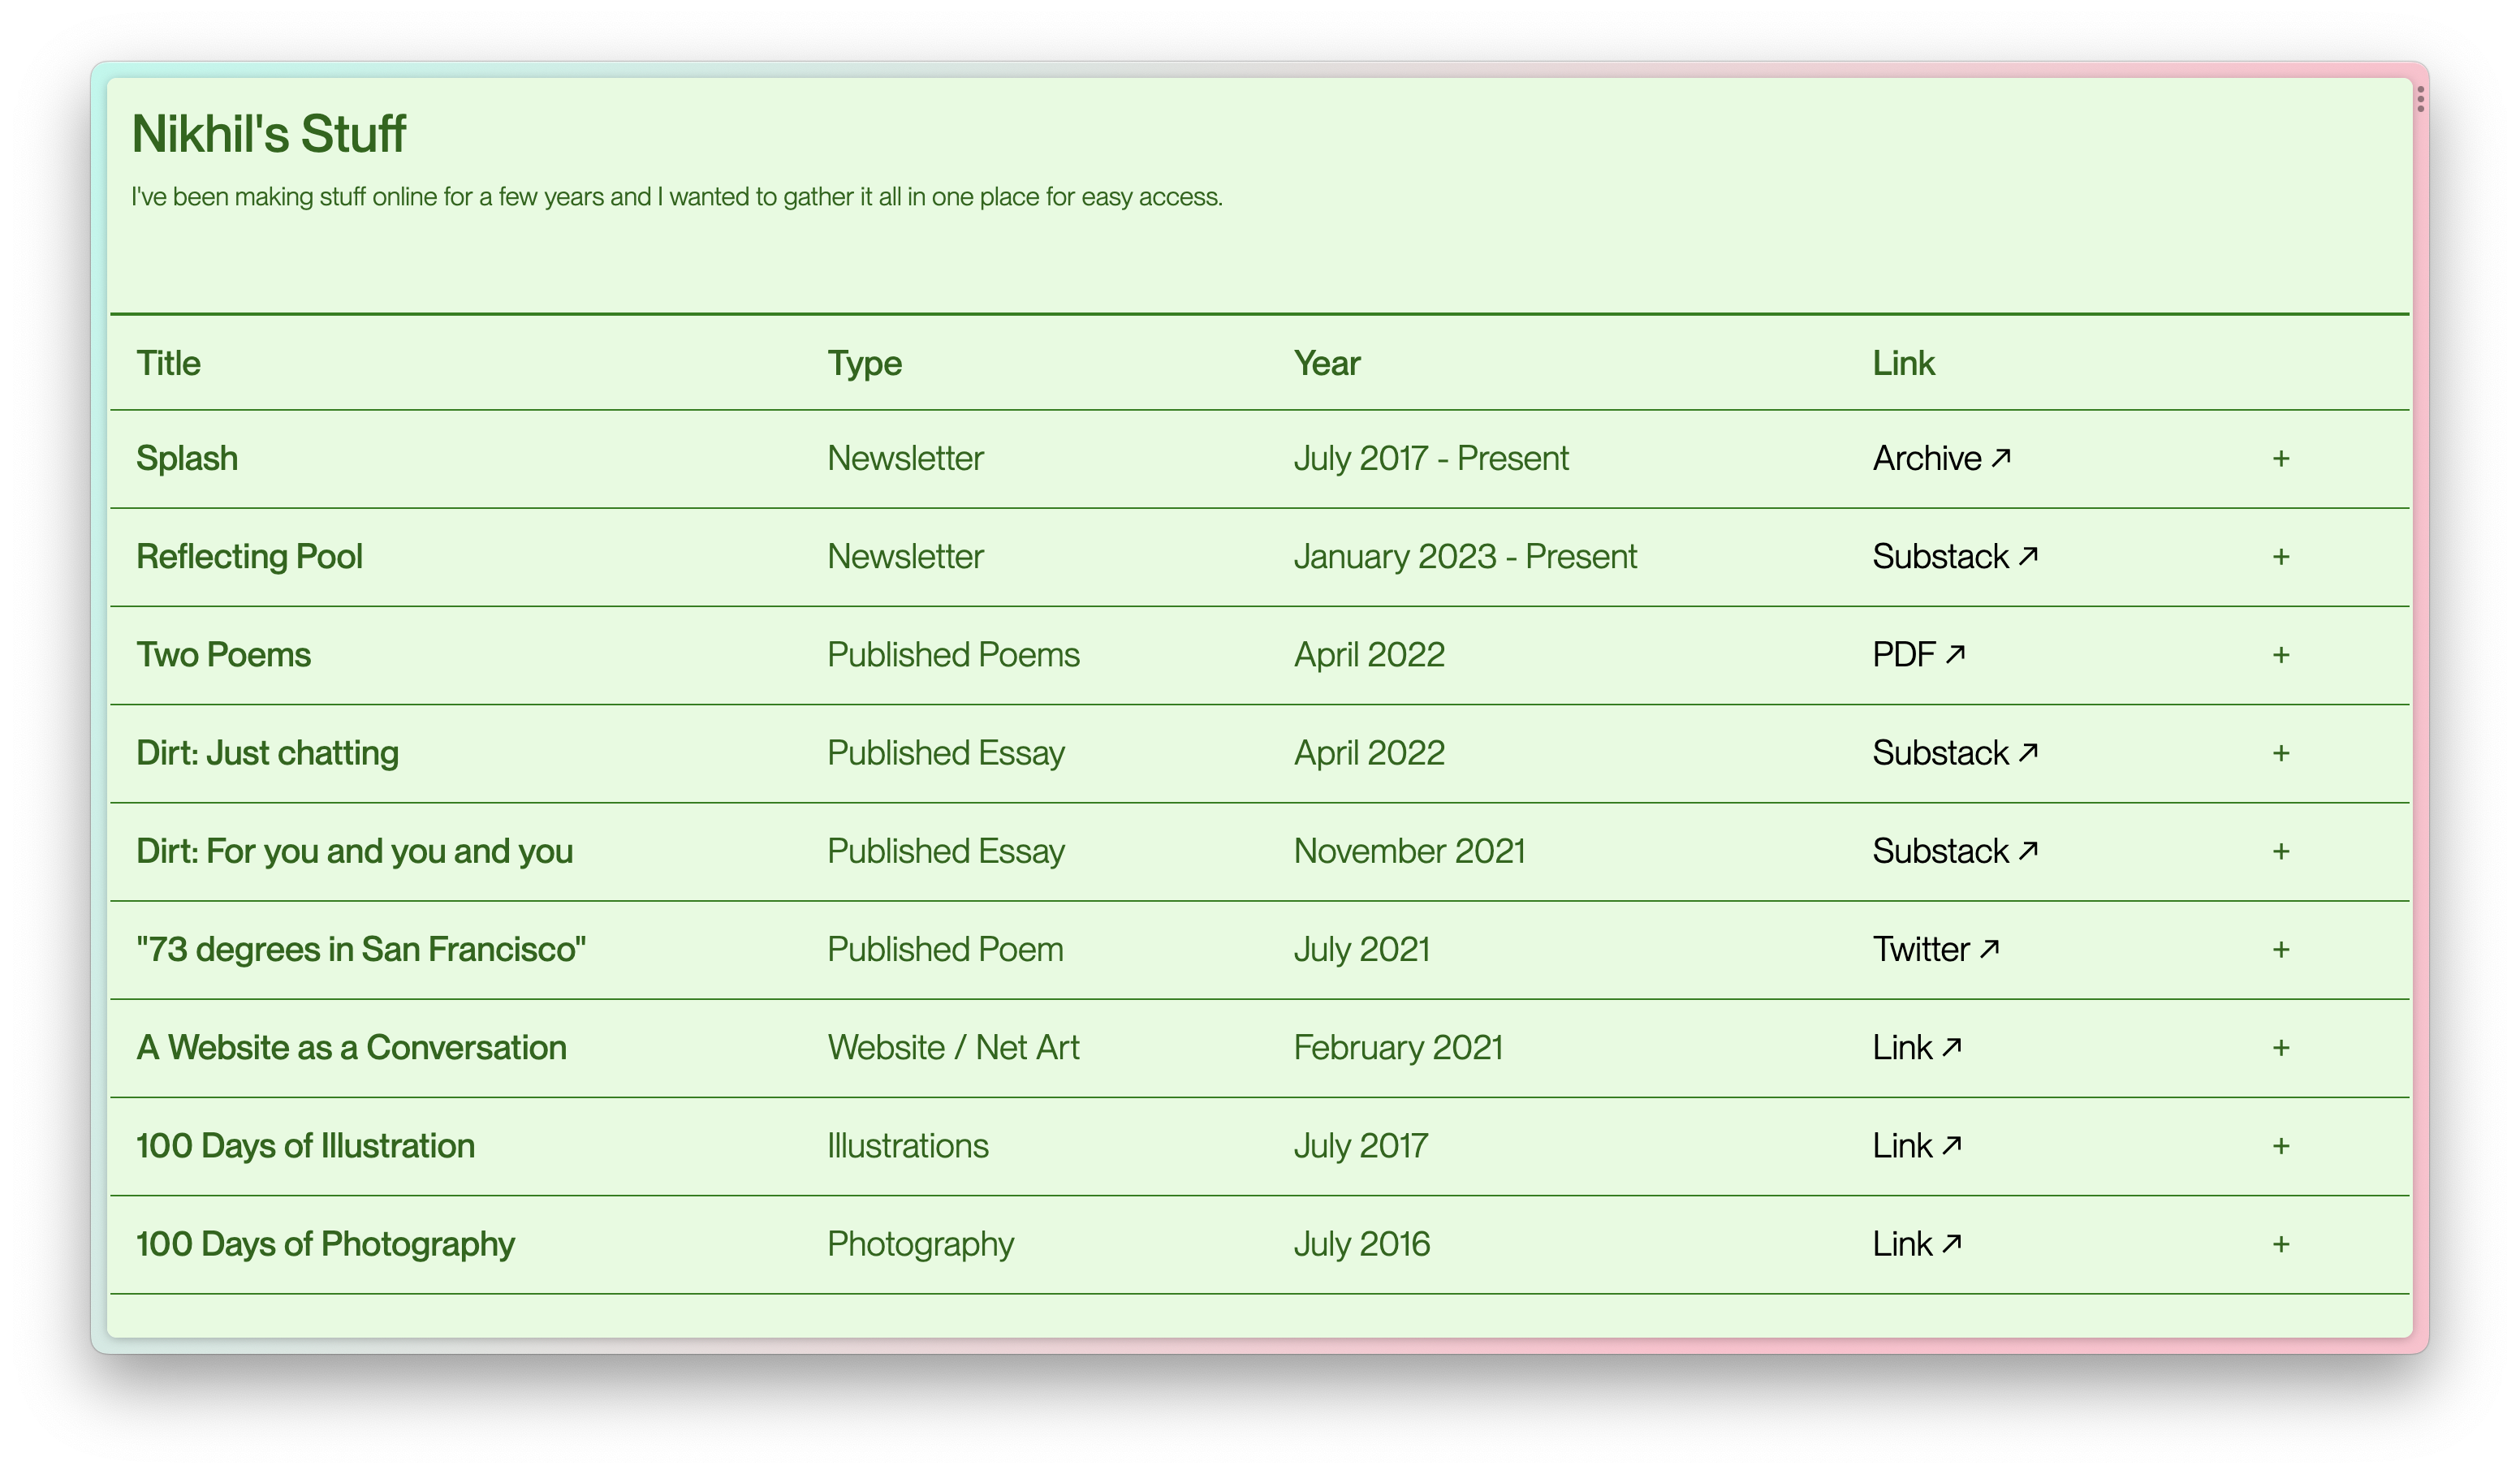 Nikhil's Stuff
I've been making stuff online for a few years and I wanted to gather it all in one place for easy access.
Title Type Year Link
Splash Newsletter July 2017 - Present Archive ↗ +
Reflecting Pool Newsletter January 2023 - Present Substack ↗ +
Two Poems Published Poems April 2022 PDF ↗ +
Dirt: Just chatting Published Essay April 2022 Substack ↗ +
Dirt: For you and you and you Published Essay November 2021 Substack ↗ +
"73 degrees in San Francisco" Published Poem July 2021 Twitter ↗ +
A Website as a Conversation Website / Net Art February 2021 Link ↗ +
100 Days of Illustration Illustrations July 2017 Link ↗ +
100 Days of Photography Photography July 2016 Link ↗ +